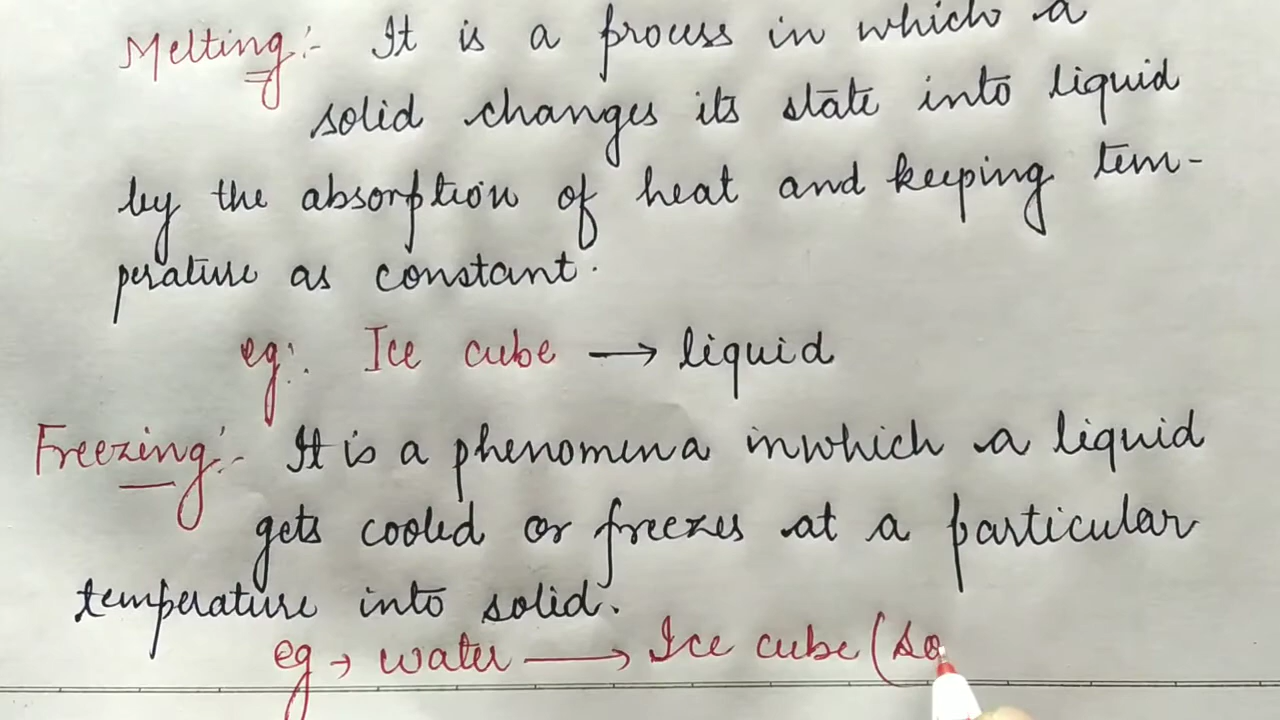 Melting:- It is a process in which a
solid changes its state into liquid
by the absorption of heat and keeping tem-
perature as constant.
eg:. Ice cube → liquid
Freezing:- It is a phenomena inwhich a liquid
gets cooled or freezes at a particular
temperature into solid.
eg → water → Ice cube (so